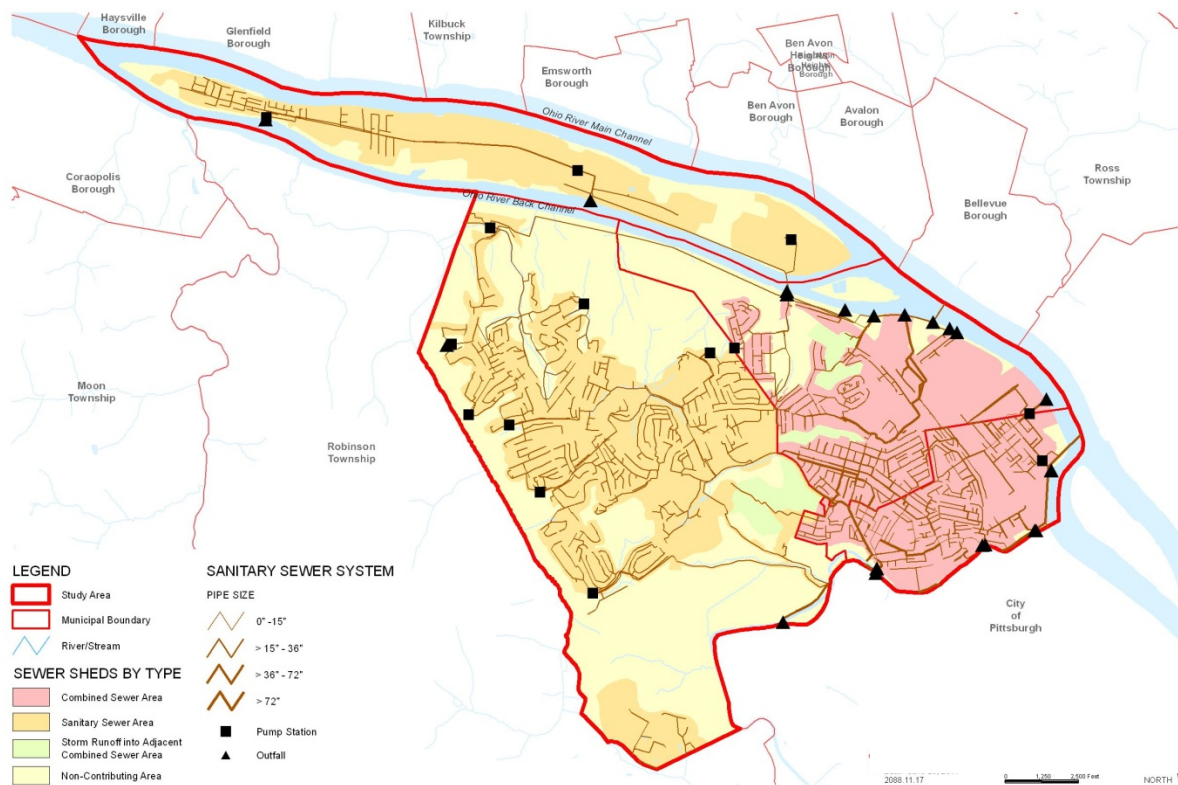 Haysville
Borough
Glenfield
Borough
Kilbuck
Township
Emsworth
Borough
Ben Avon
Heights
Borough
Borough
Ben Avon
Borough
Avalon
Borough
Ross
Township
Bellevue
Borough
Coraopolis
Borough
Ohio River Main Channel
Ohio River Back Channel
Moon
Township
Robinson
Township
City
of
Pittsburgh
LEGEND
Study Area
Municipal Boundary
River/Stream
SEWER SHEDS BY TYPE
Combined Sewer Area
Sanitary Sewer Area
Storm Runoff into Adjacent
Combined Sewer Area
Non-Contributing Area
SANITARY SEWER SYSTEM
PIPE SIZE
0" -15"
> 15" - 36"
> 36" - 72"
> 72"
Pump Station
Outfall
2088.11.17
0 1,250 2,500 Feet
NORTH